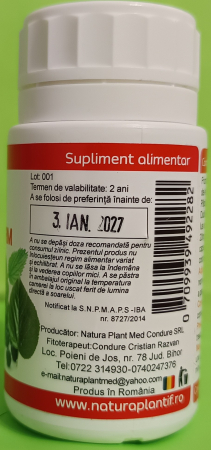 Supliment alimentar
Lot: 001
Termen de valabilitate: 2 ani
A se folosi de preferință înainte de:
3. IAN. 2027
A nu se depăși doza recomandată pentru
consumul zilnic. Prezentul produs nu
înlocuiește un regim alimentar variat
și echilibrat. A nu se lăsa la îndemâna
și la vederea copiilor mici. A se păstra
în ambalajul original la temperatura
camerei la loc uscat ferit de lumina
directă a soarelui.
Notificat la S.N.P.M.A.P.S -IBA
nr. 8727/2014
Producător: Natura Plant Med Condure SRL
Fitoterapeut: Condure Cristian Razvan
Loc. Poieni de Jos, nr. 78 Jud. Bihor
Tel:0722 314930-0740247376
e-mail:naturaplantmed@yahoo.com
Produs în România
www.naturaplantif.ro
M